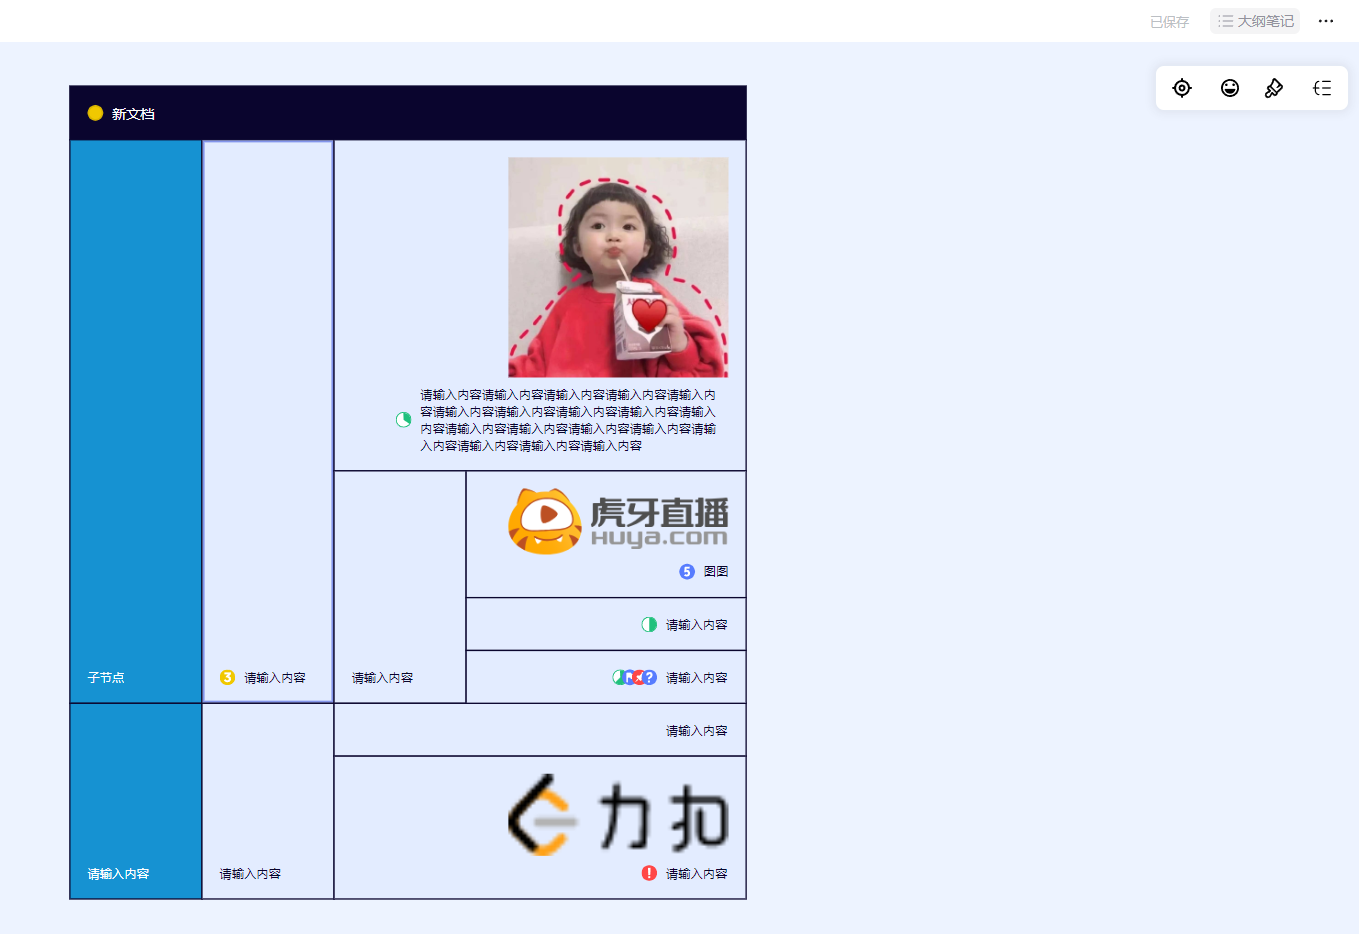 已保存
大纲笔记
新文档
请输入内容请输入内容请输入内容请输入内容请输入内
容请输入内容请输入内容请输入内容请输入内容请输入
内容请输入内容请输入内容请输入内容请输入内容请输
入内容请输入内容请输入内容请输入内容
虎牙直播
HUYA.com
5 图图
请输入内容
子节点
3 请输入内容
请输入内容
? 请输入内容
请输入内容
力扣
请输入内容
请输入内容
! 请输入内容